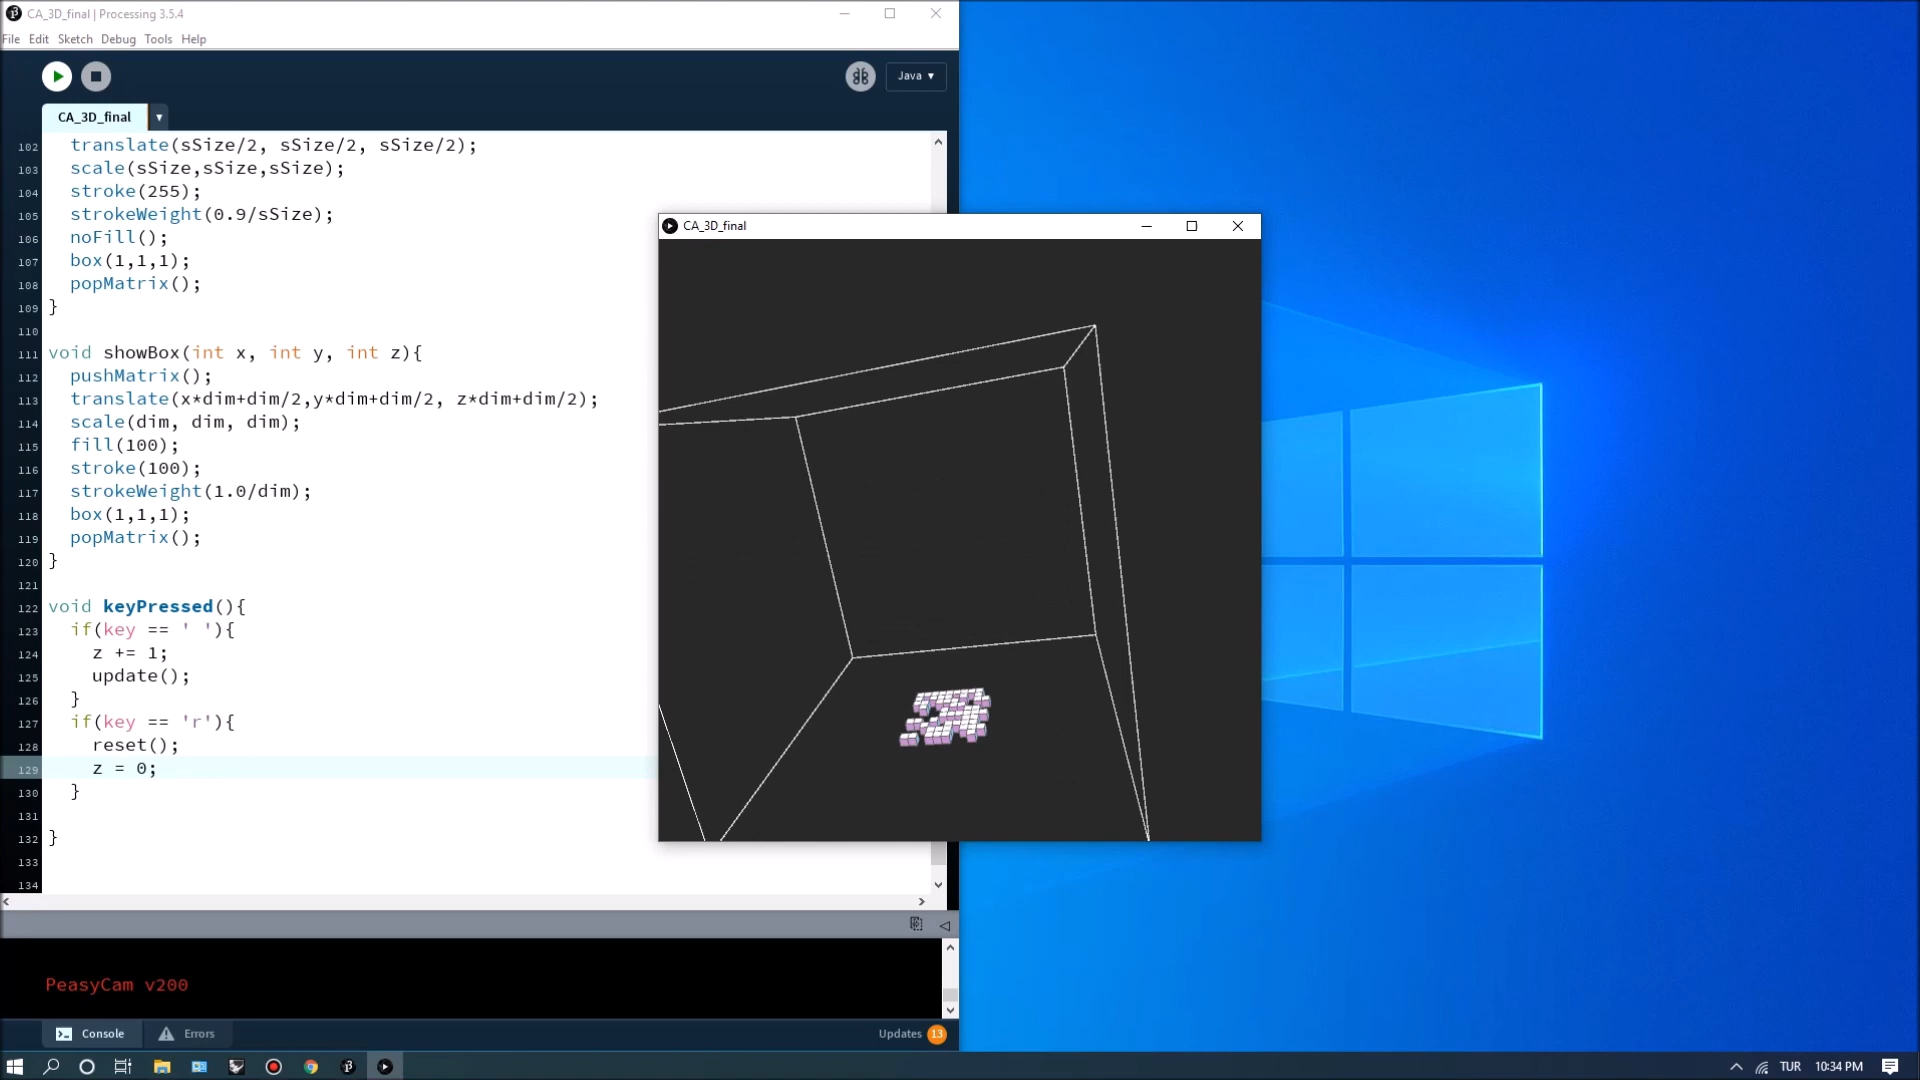 CA_3D_final | Processing 3.5.4
File Edit Sketch Debug Tools Help
Java ▾
CA_3D_final ▾
102 translate(sSize/2, sSize/2, sSize/2);
103 scale(sSize,sSize,sSize);
104 stroke(255);
105 strokeWeight(0.9/sSize);
106 noFill();
107 box(1,1,1);
108 popMatrix();
109 }
110
111 void showBox(int x, int y, int z){
112 pushMatrix();
113 translate(x*dim+dim/2,y*dim+dim/2, z*dim+dim/2);
114 scale(dim, dim, dim);
115 fill(100);
116 stroke(100);
117 strokeWeight(1.0/dim);
118 box(1,1,1);
119 popMatrix();
120 }
121
122 void keyPressed(){
123 if(key == ' '){
124 z += 1;
125 update();
126 }
127 if(key == 'r'){
128 reset();
129 z = 0;
130 }
131
132 }
133
134
CA_3D_final
PeasyCam v200
Console Errors Updates 13
TUR 10:34 PM